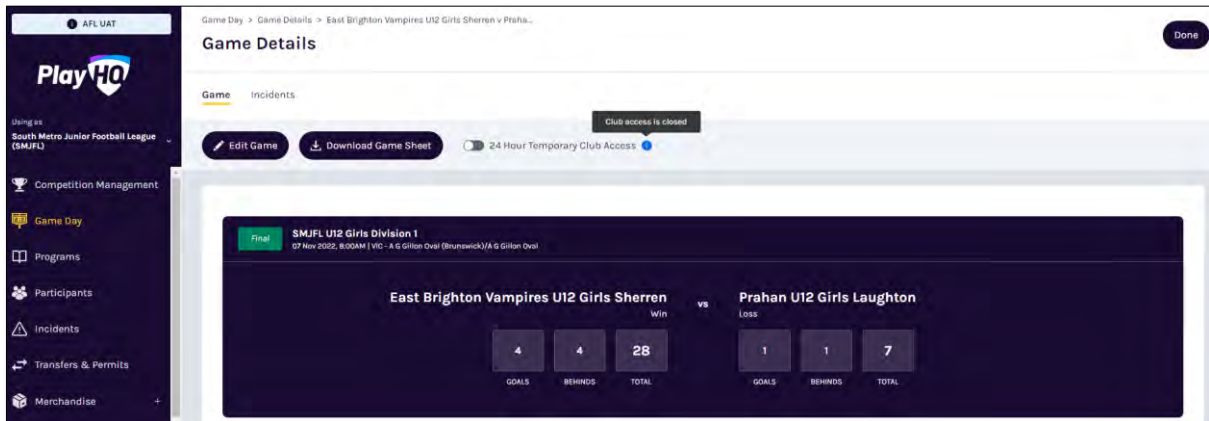 AFL UAT
PlayHQ
Using as
South Metro Junior Football League
(SMJFL)
Competition Management
Game Day
Programs
Participants
Incidents
Transfers & Permits
Merchandise +
Game Day > Game Details > East Brighton Vampires U12 Girls Sherren v Praha...
Game Details
Done
Game Incidents
Club access is closed
Edit Game Download Game Sheet 24 Hour Temporary Club Access
Final SMJFL U12 Girls Division 1
07 Nov 2022, 8:00AM | VIC - A G Gillon Oval (Brunswick)/A G Gillon Oval
East Brighton Vampires U12 Girls Sherren vs Prahan U12 Girls Laughton
Win Loss
4 4 28 1 1 7
GOALS BEHINDS TOTAL GOALS BEHINDS TOTAL